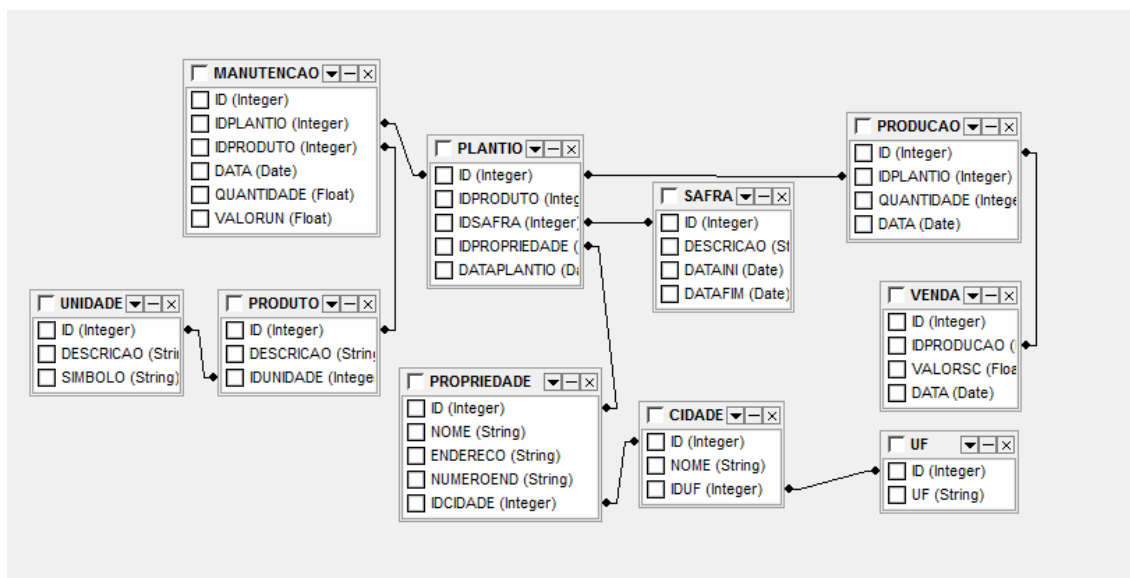 MANUTENCAO
ID (Integer)
IDPLANTIO (Integer)
IDPRODUTO (Integer)
DATA (Date)
QUANTIDADE (Float)
VALORUN (Float)
PLANTIO
ID (Integer)
IDPRODUTO (Integ
IDSAFRA (Integer)
IDPROPRIEDADE (
DATAPLANTIO (Da
SAFRA
ID (Integer)
DESCRICAO (St
DATAINI (Date)
DATAFIM (Date)
PRODUCAO
ID (Integer)
IDPLANTIO (Integer)
QUANTIDADE (Intege
DATA (Date)
UNIDADE
ID (Integer)
DESCRICAO (Stri
SIMBOLO (String)
PRODUTO
ID (Integer)
DESCRICAO (String
IDUNIDADE (Intege
VENDA
ID (Integer)
IDPRODUCAO (
VALORSC (Floa
DATA (Date)
PROPRIEDADE
ID (Integer)
NOME (String)
ENDERECO (String)
NUMEROEND (String)
IDCIDADE (Integer)
CIDADE
ID (Integer)
NOME (String)
IDUF (Integer)
UF
ID (Integer)
UF (String)